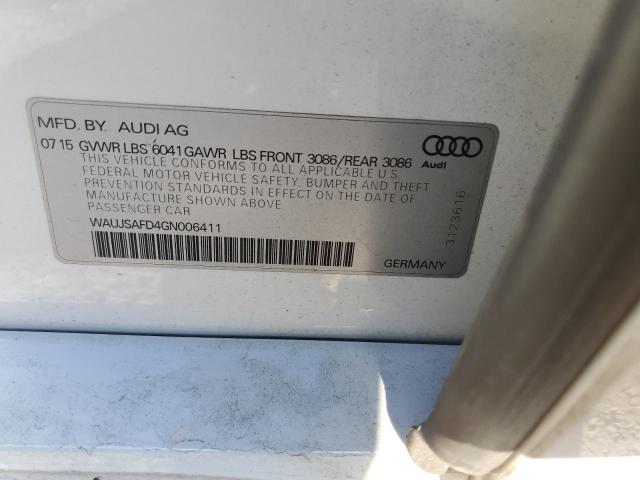 MFD. BY. AUDI AG
07 15 GVWR LBS 6041 GAWR LBS FRONT 3086/REAR 3086
THIS VEHICLE CONFORMS TO ALL APPLICABLE U.S
FEDERAL MOTOR VEHICLE SAFETY, BUMPER AND THEFT
PREVENTION STANDARDS IN EFFECT ON THE DATE OF
MANUFACTURE SHOWN ABOVE
PASSENGER CAR
WAUJSAFD4GN006411
Audi
3123616
GERMANY